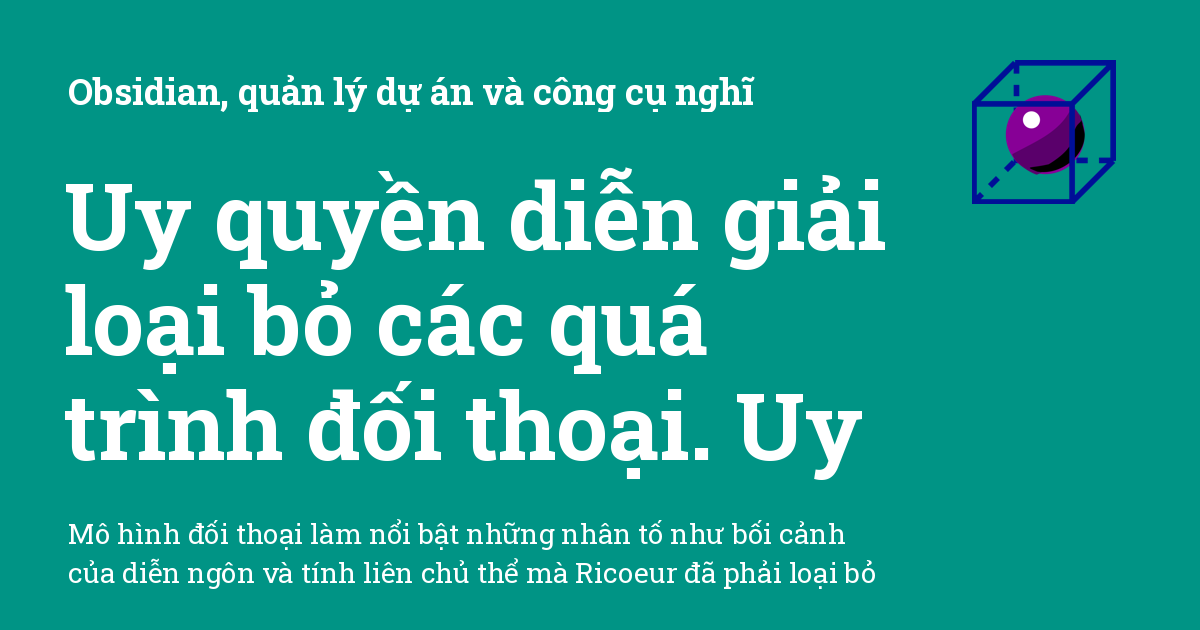 Obsidian, quản lý dự án và công cụ nghĩ
Uy quyền diễn giải
loại bỏ các quá
trình đối thoại. Uy
Mô hình đối thoại làm nổi bật những nhân tố như bối cảnh
của diễn ngôn và tính liên chủ thể mà Ricoeur đã phải loại bỏ